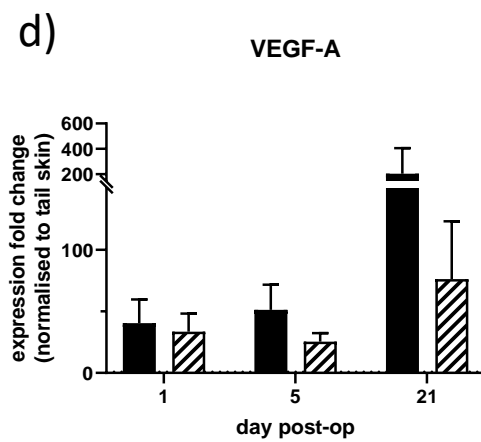 d)
VEGF-A
expression fold change
(normalised to tail skin)
600
400
200
100
0
1
5
21
day post-op